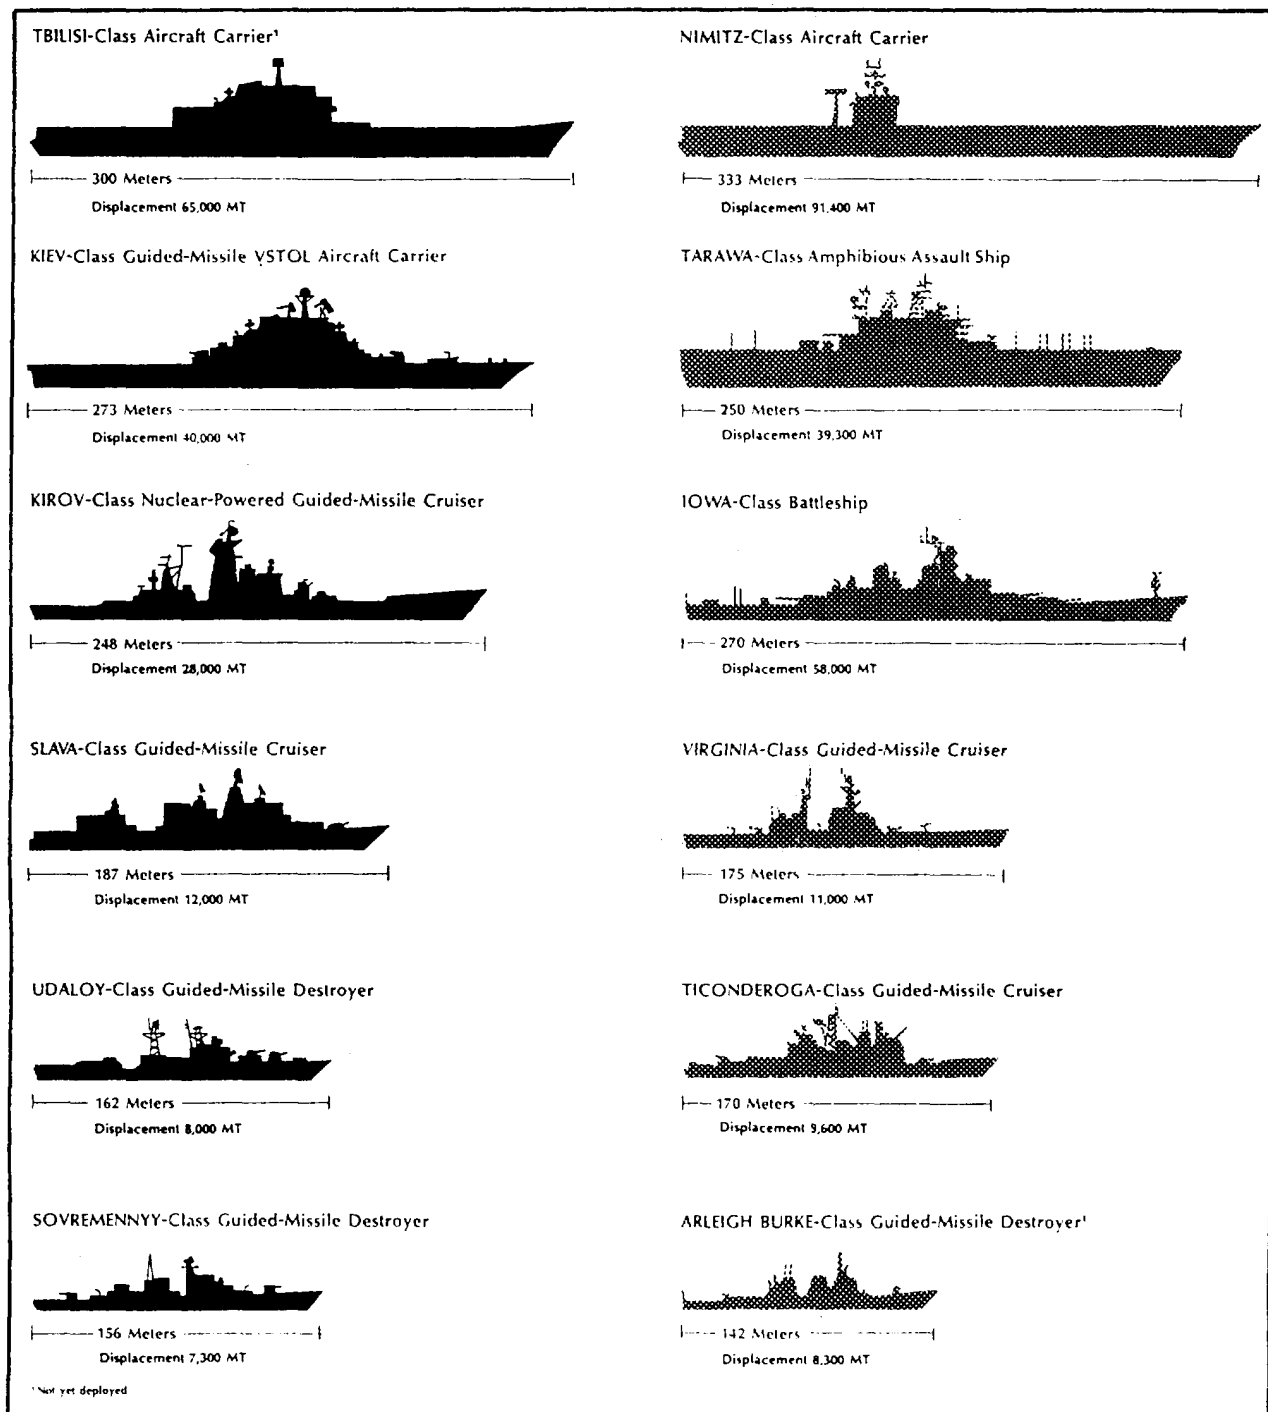 TBILISI-Class Aircraft Carrier¹
300 Meters
Displacement 65,000 MT
NIMITZ-Class Aircraft Carrier
333 Meters
Displacement 91,400 MT
KIEV-Class Guided-Missile VSTOL Aircraft Carrier
273 Meters
Displacement 40,000 MT
TARAWA-Class Amphibious Assault Ship
250 Meters
Displacement 39,300 MT
KIROV-Class Nuclear-Powered Guided-Missile Cruiser
248 Meters
Displacement 28,000 MT
IOWA-Class Battleship
270 Meters
Displacement 58,000 MT
SLAVA-Class Guided-Missile Cruiser
187 Meters
Displacement 12,000 MT
VIRGINIA-Class Guided-Missile Cruiser
175 Meters
Displacement 11,000 MT
UDALOY-Class Guided-Missile Destroyer
162 Meters
Displacement 8,000 MT
TICONDEROGA-Class Guided-Missile Cruiser
170 Meters
Displacement 9,600 MT
SOVREMENNYY-Class Guided-Missile Destroyer
156 Meters
Displacement 7,300 MT
ARLEIGH BURKE-Class Guided-Missile Destroyer¹
142 Meters
Displacement 8,300 MT
¹ Not yet deployed